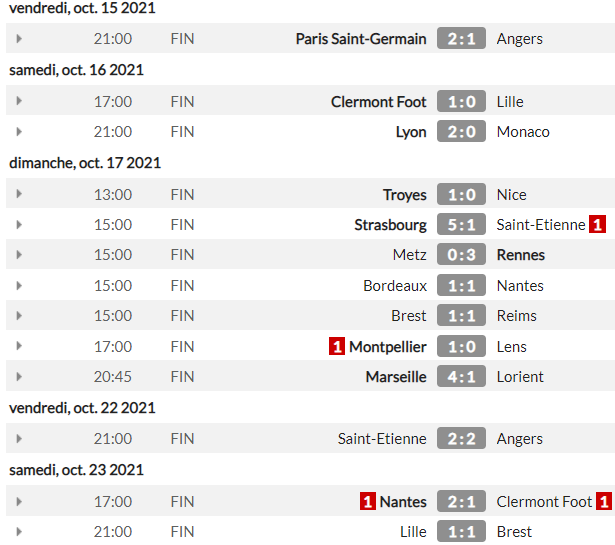 vendredi, oct. 15 2021
21:00 FIN Paris Saint-Germain 2:1 Angers
samedi, oct. 16 2021
17:00 FIN Clermont Foot 1:0 Lille
21:00 FIN Lyon 2:0 Monaco
dimanche, oct. 17 2021
13:00 FIN Troyes 1:0 Nice
15:00 FIN Strasbourg 5:1 Saint-Etienne 1
15:00 FIN Metz 0:3 Rennes
15:00 FIN Bordeaux 1:1 Nantes
15:00 FIN Brest 1:1 Reims
17:00 FIN 1 Montpellier 1:0 Lens
20:45 FIN Marseille 4:1 Lorient
vendredi, oct. 22 2021
21:00 FIN Saint-Etienne 2:2 Angers
samedi, oct. 23 2021
17:00 FIN 1 Nantes 2:1 Clermont Foot 1
21:00 FIN Lille 1:1 Brest